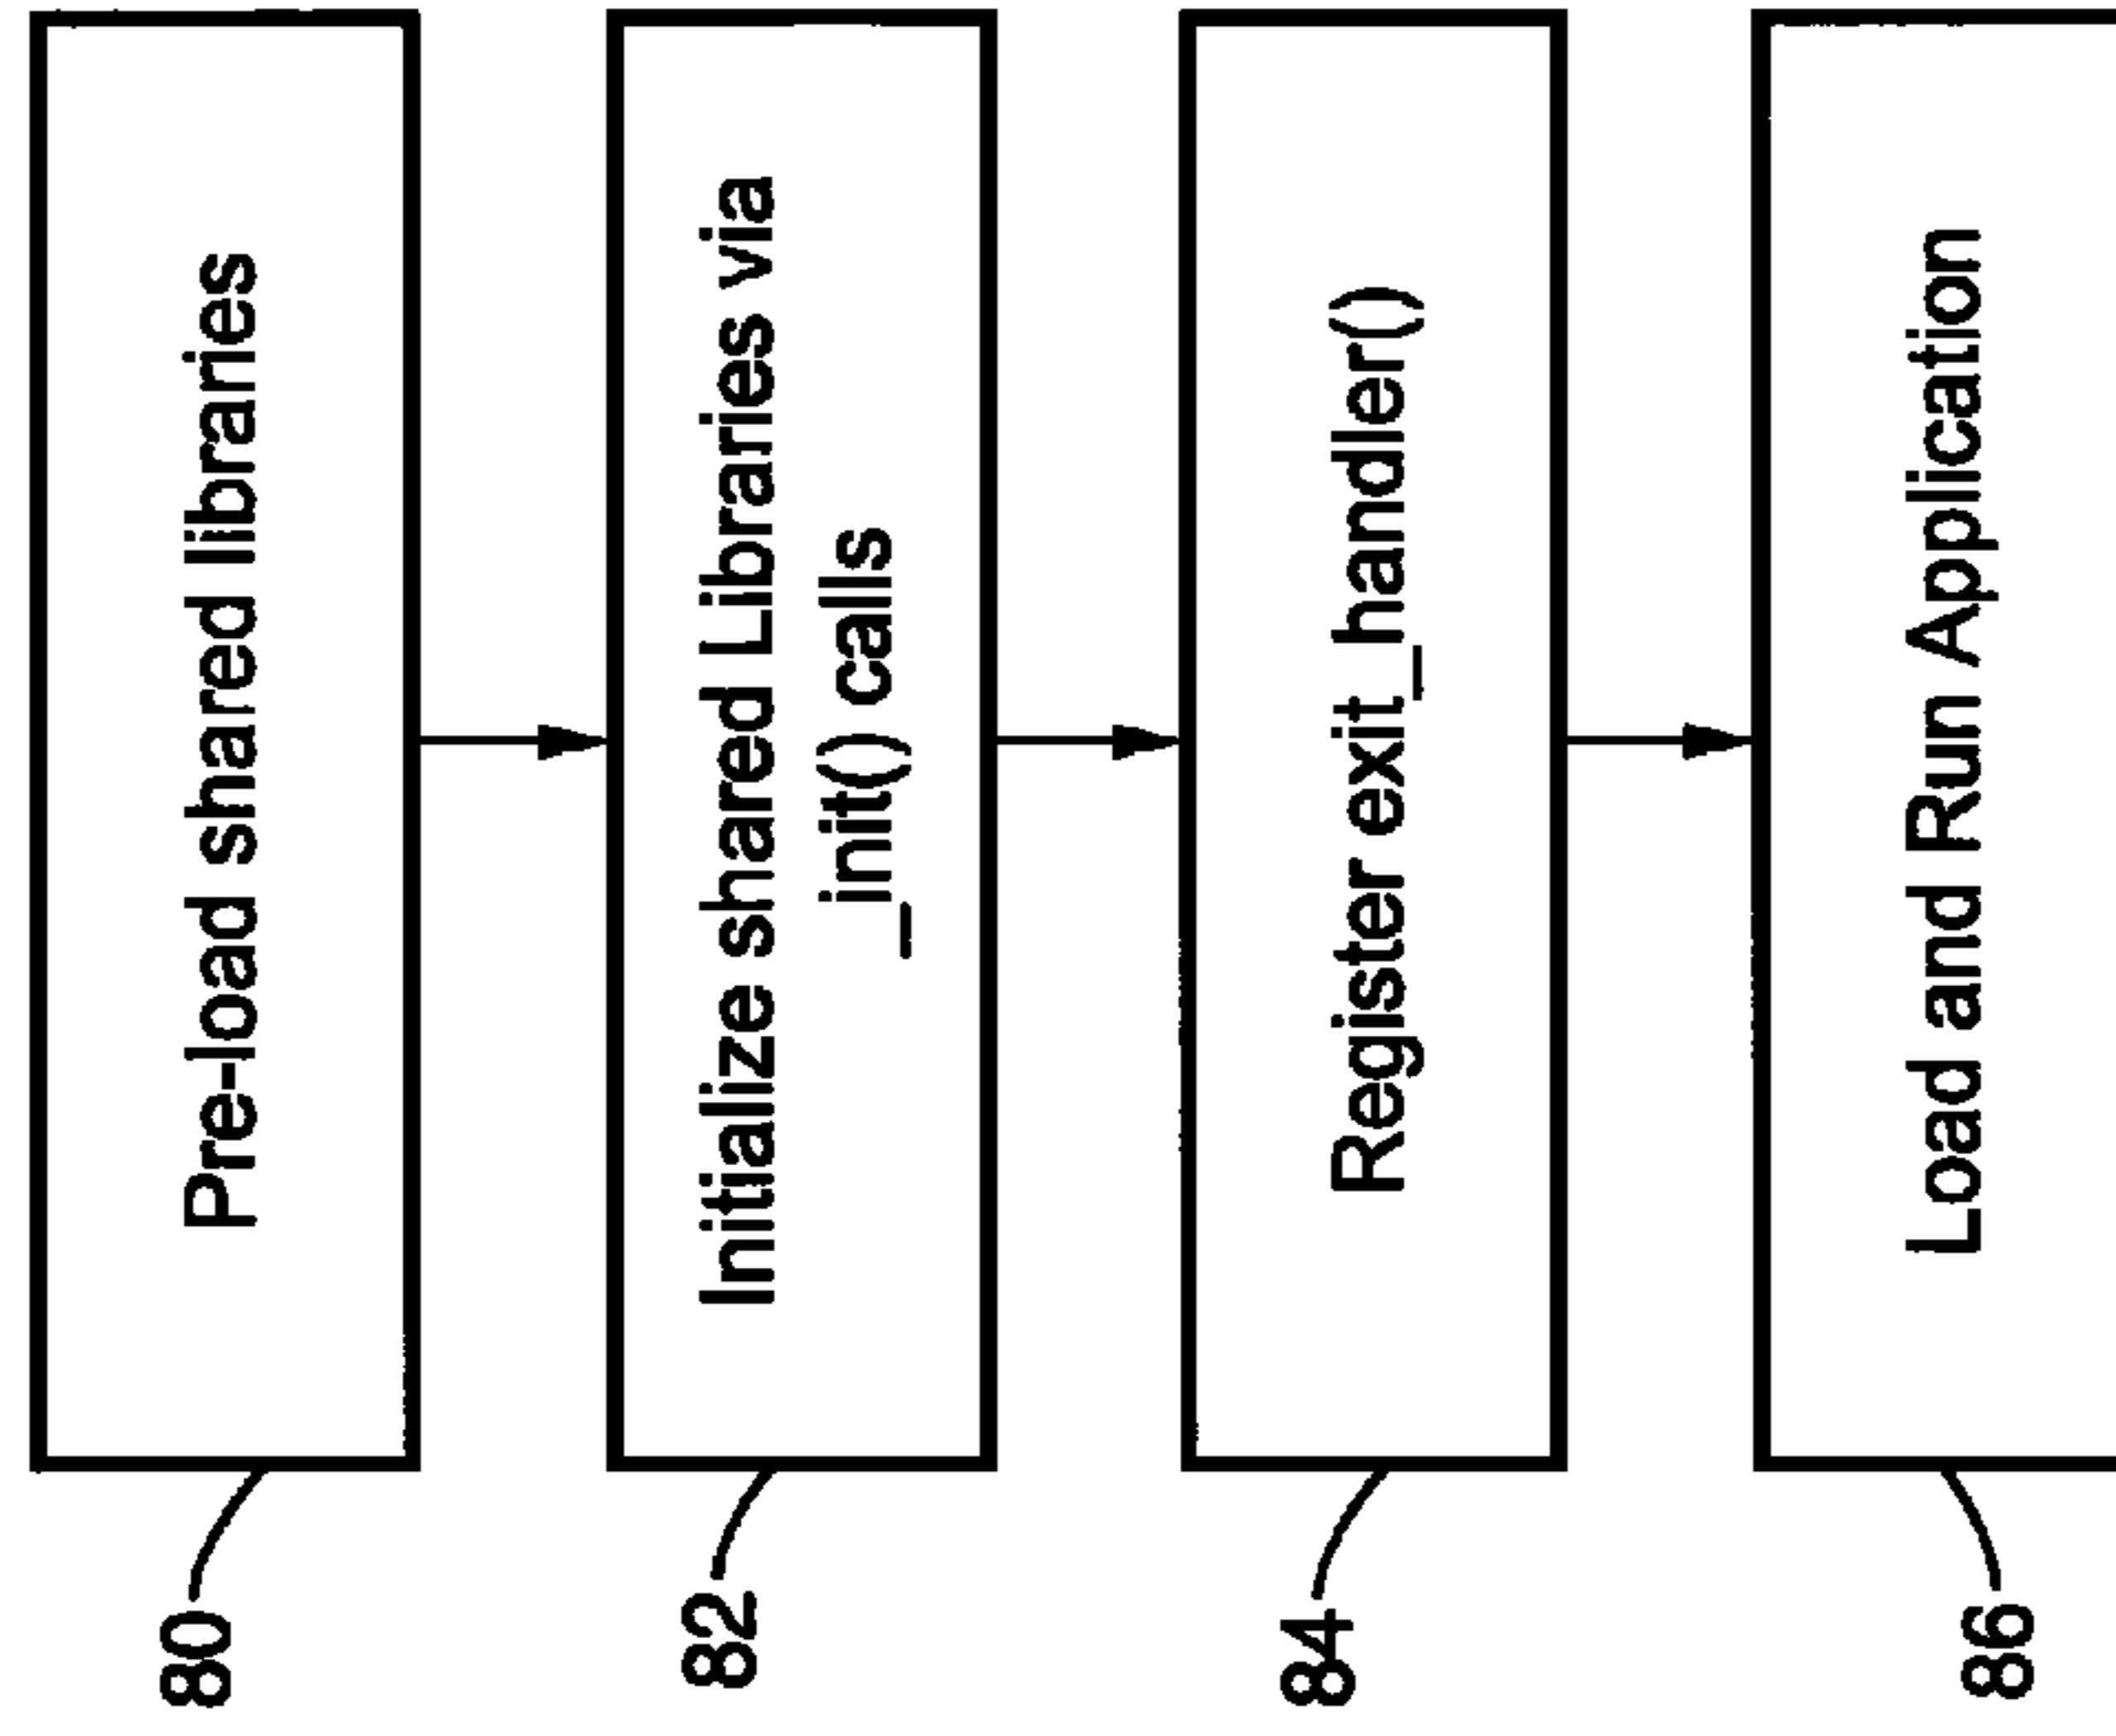 80
Pre-load shared libraries
82
Initialize shared Libraries via
_init() calls
84
Register exit_handler()
86
Load and Run Application